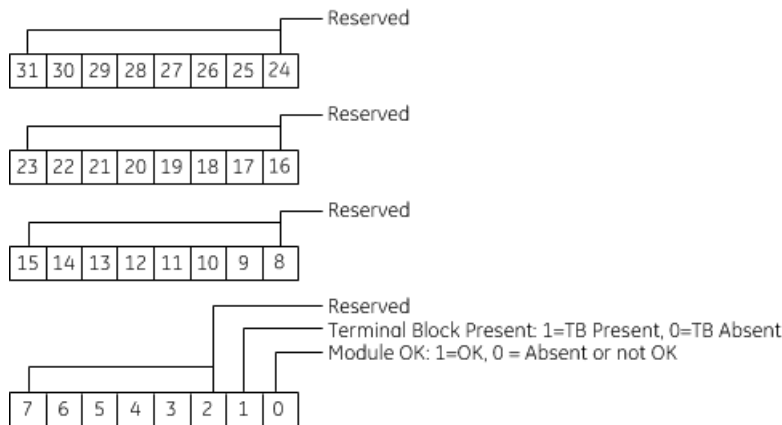 Reserved
31 30 29 28 27 26 25 24
Reserved
23 22 21 20 19 18 17 16
Reserved
15 14 13 12 11 10 9 8
Reserved
Terminal Block Present: 1=TB Present, 0=TB Absent
Module OK: 1=OK, 0 = Absent or not OK
7 6 5 4 3 2 1 0